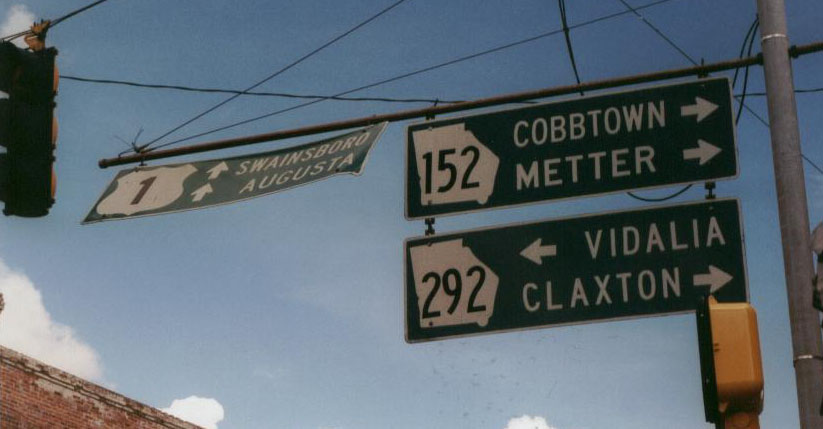 1
SWAINSBORO
AUGUSTA
152
COBBTOWN
METTER
292
VIDALIA
CLAXTON